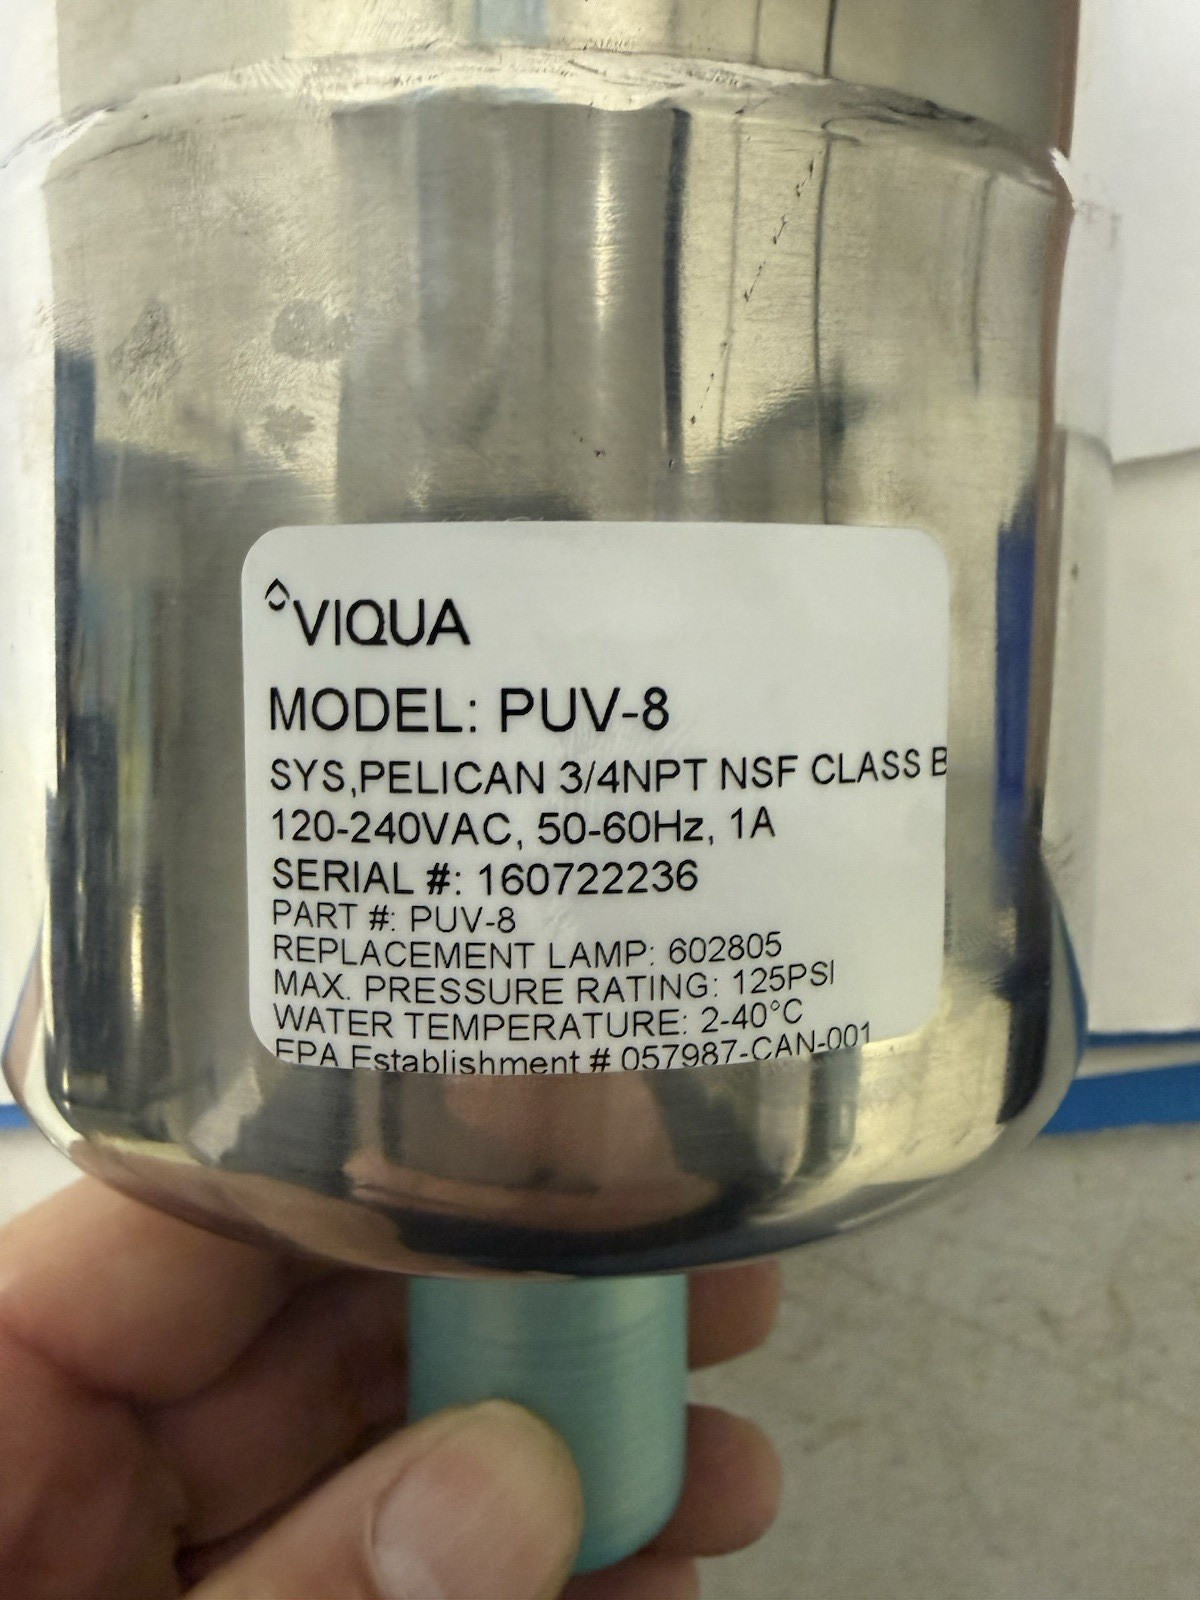 VIQUA
MODEL: PUV-8
SYS,PELICAN 3/4NPT NSF CLASS B
120-240VAC, 50-60Hz, 1A
SERIAL #: 160722236
PART #: PUV-8
REPLACEMENT LAMP: 602805
MAX. PRESSURE RATING: 125PSI
WATER TEMPERATURE: 2-40°C
EPA Establishment # 057987-CAN-001